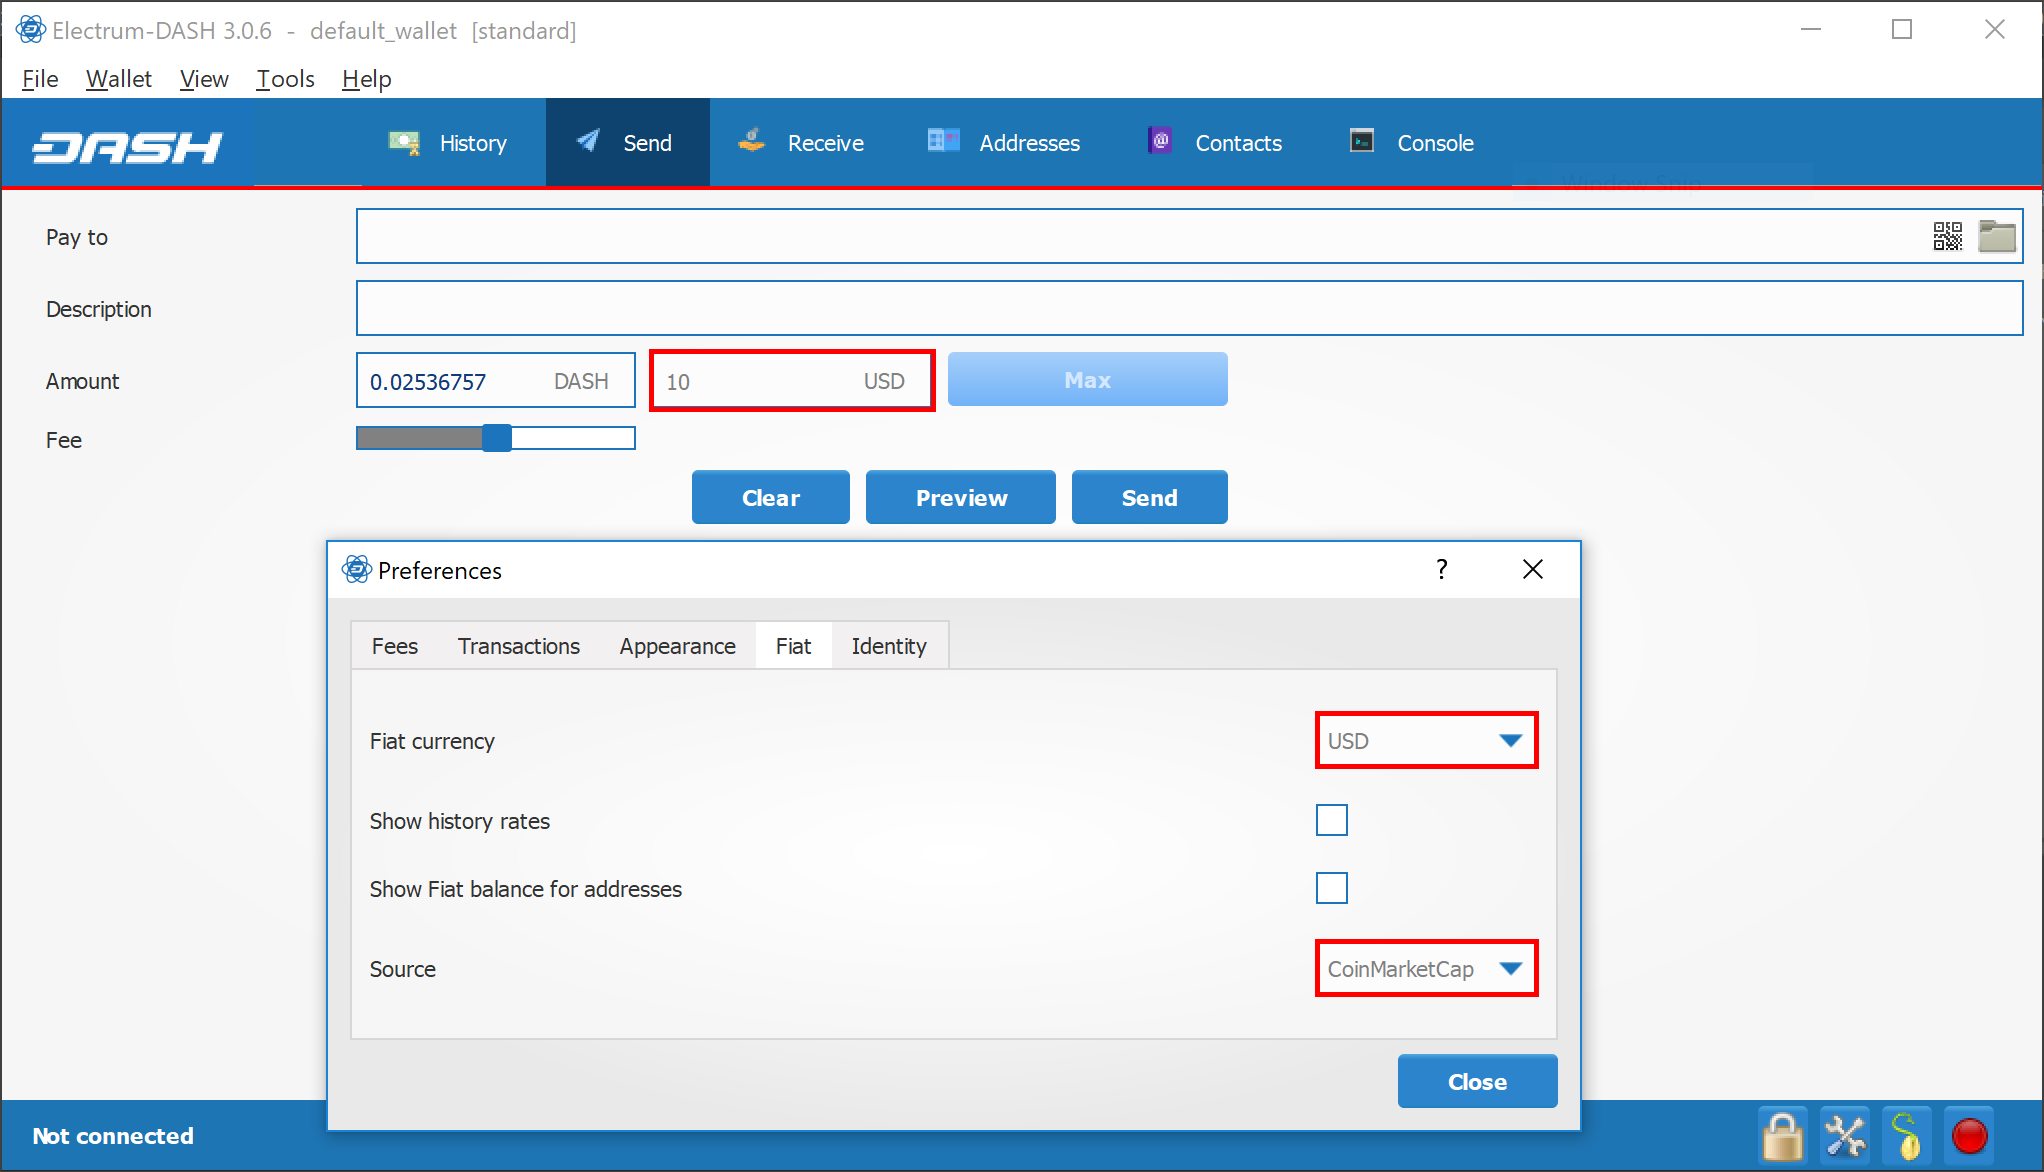 Electrum-DASH 3.0.6 - default_wallet [standard]
File Wallet View Tools Help
DASH History Send Receive Addresses Contacts Console
Window Snip
Pay to
Description
Amount 0.02536757 DASH 10 USD Max
Fee
Clear Preview Send
Preferences ?
Fees Transactions Appearance Fiat Identity
Fiat currency USD
Show history rates
Show Fiat balance for addresses
Source CoinMarketCap
Close
Not connected